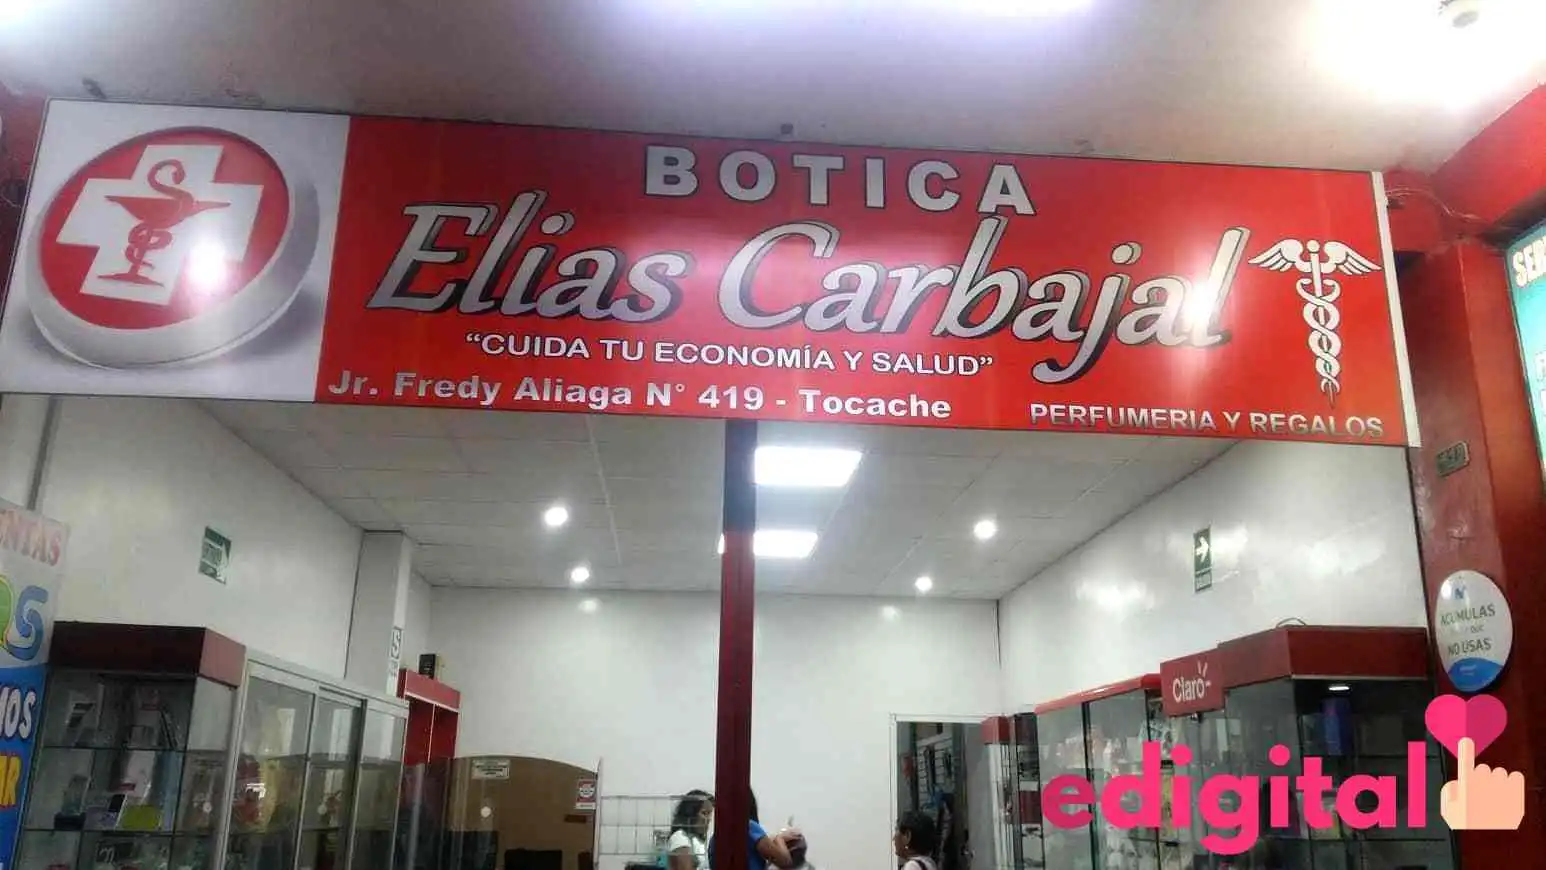 BOTICA
Elias Carbajal
“CUIDA TU ECONOMÍA Y SALUD”
Jr. Fredy Aliaga N° 419 - Tocache
PERFUMERIA Y REGALOS
Claro
ACUMULAS
NO USAS
edigital